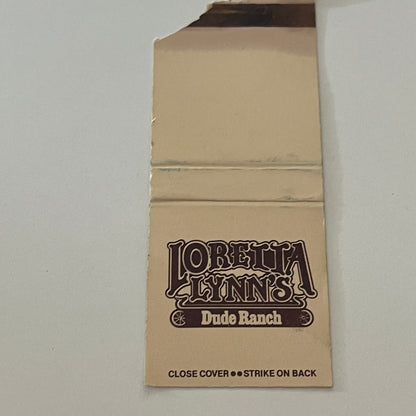 LORETTA
LYNN'S
Dude Ranch
CLOSE COVER ●● STRIKE ON BACK